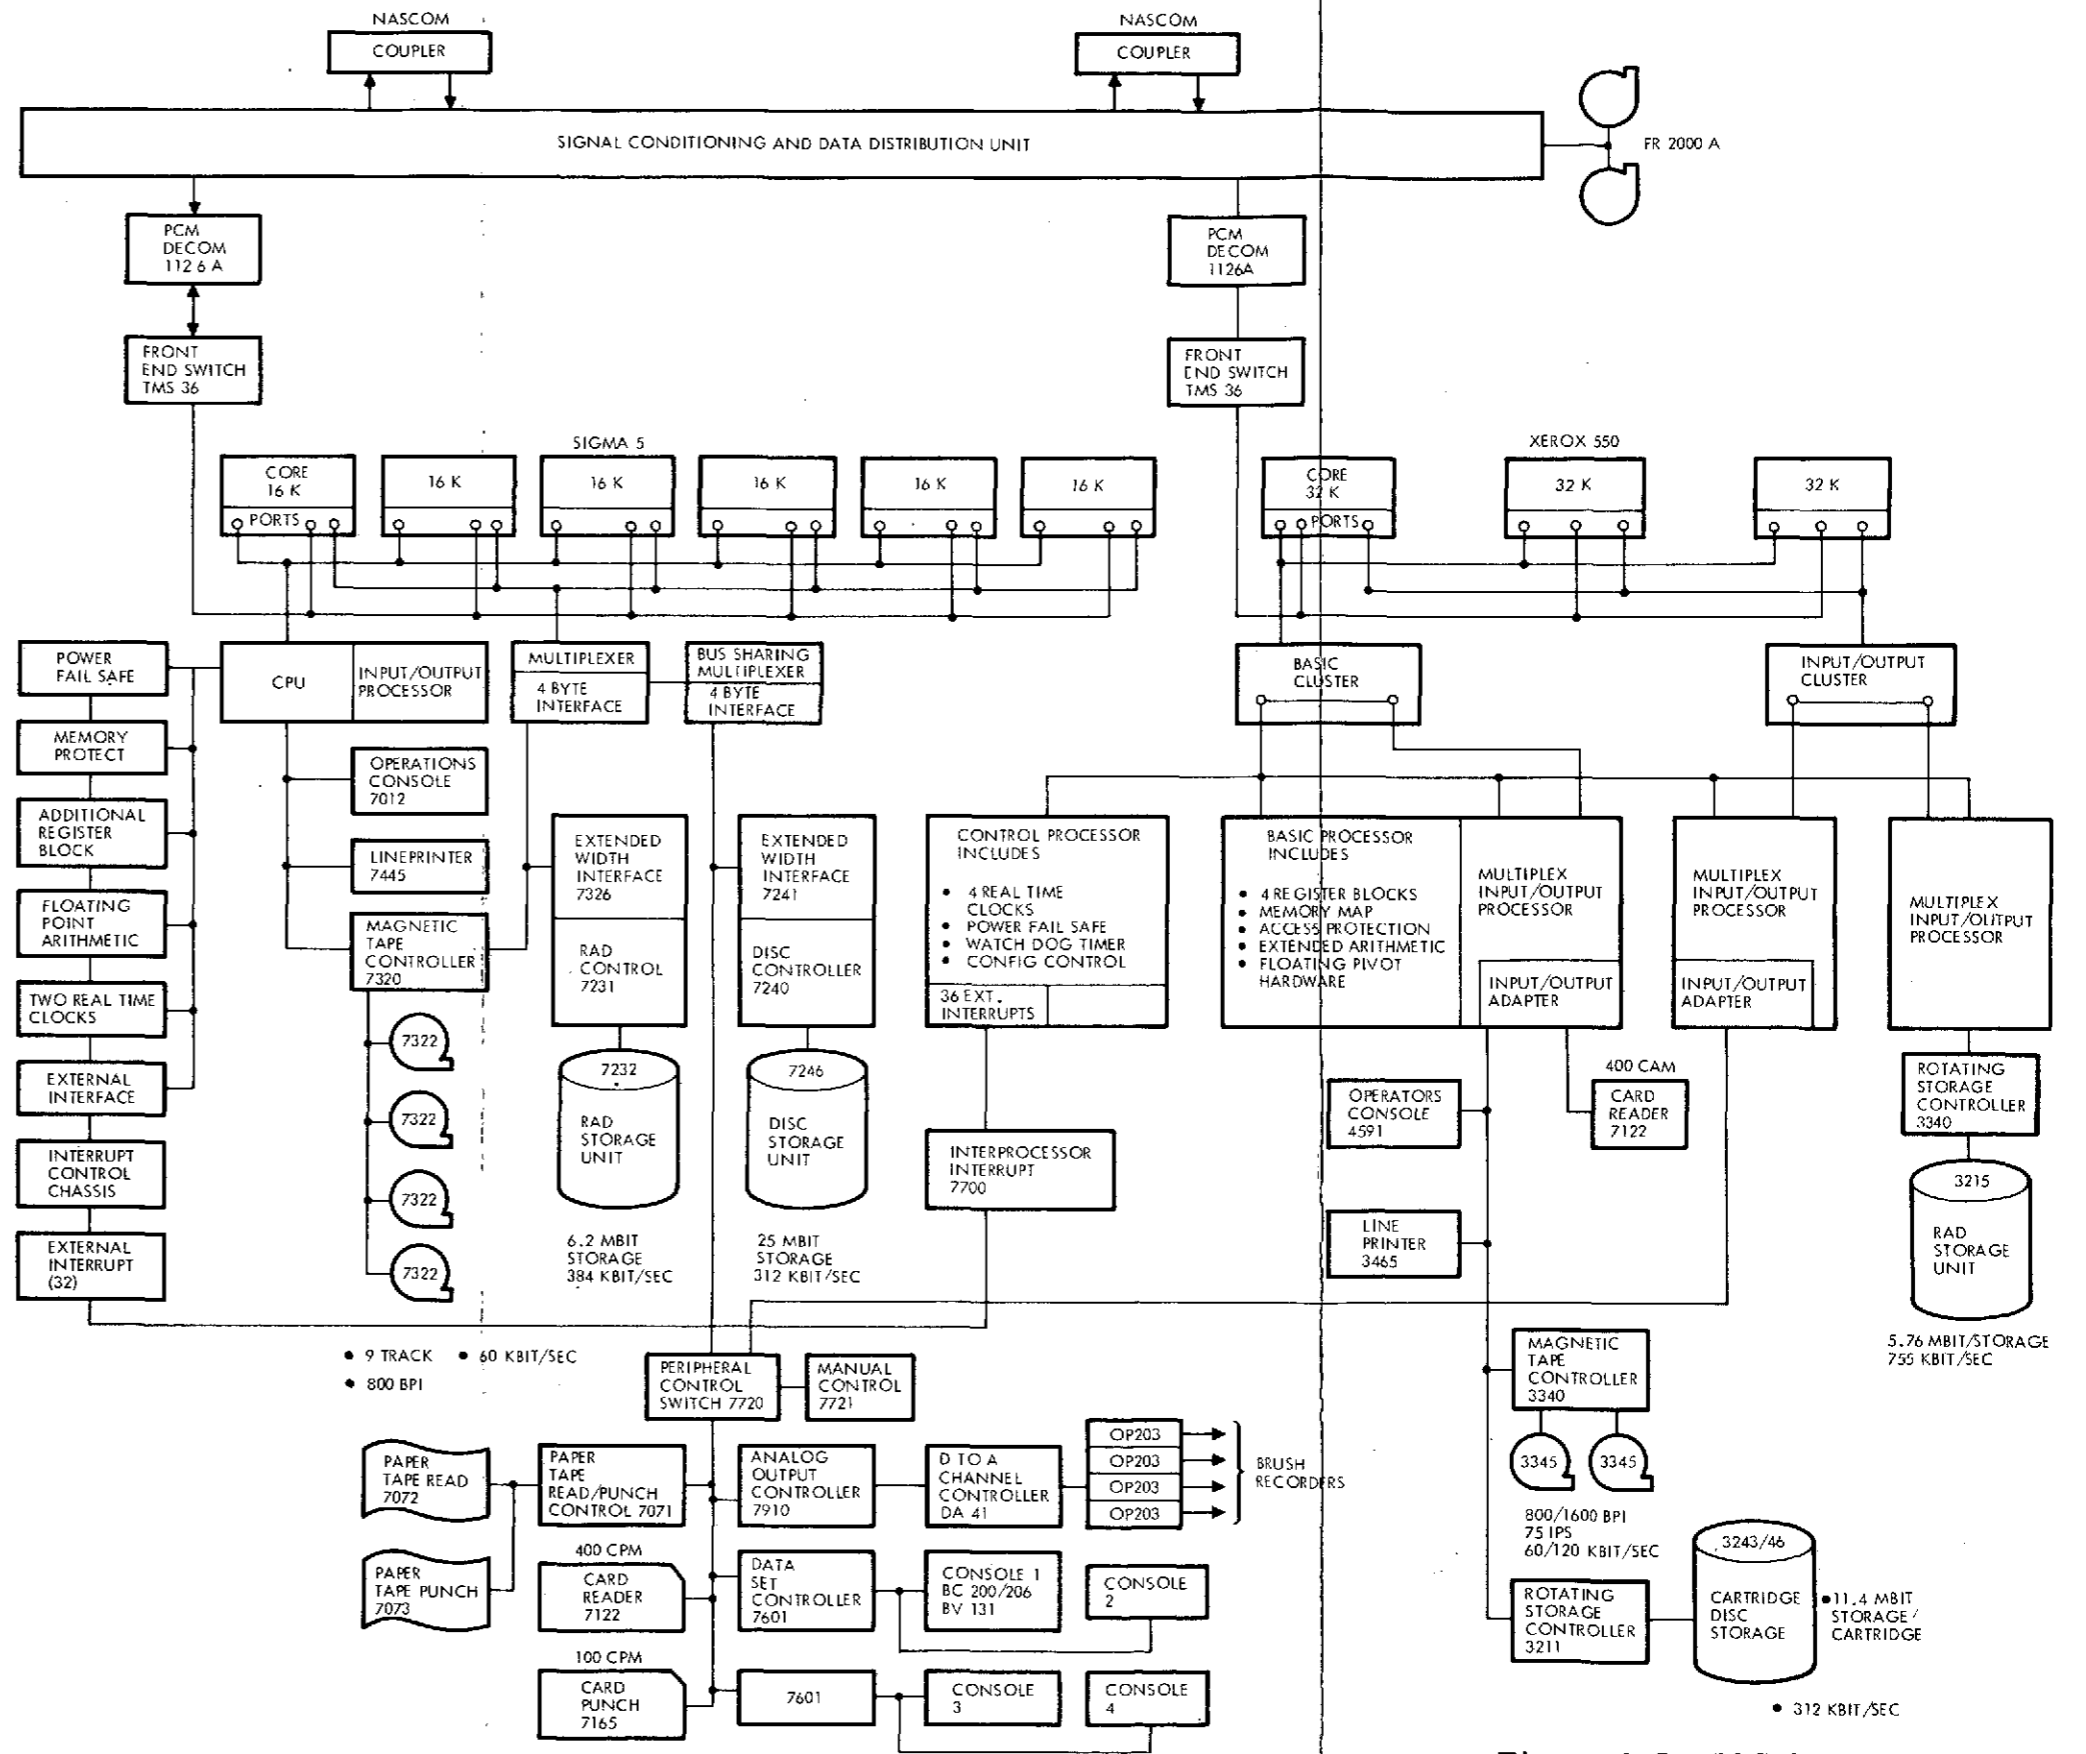 NASCOM
COUPLER
NASCOM
COUPLER
SIGNAL CONDITIONING AND DATA DISTRIBUTION UNIT
FR 2000 A
PCM
DECOM
1126 A
PCM
DECOM
1126A
FRONT
END SWITCH
TMS 36
FRONT
END SWITCH
TMS 36
SIGMA 5
XEROX 550
CORE
16 K
PORTS
16 K
16 K
16 K
16 K
16 K
CORE
32 K
PORTS
32 K
32 K
POWER
FAIL SAFE
CPU
INPUT/OUTPUT
PROCESSOR
MULTIPLEXER
4 BYTE
INTERFACE
BUS SHARING
MULTIPLEXER
4 BYTE
INTERFACE
BASIC
CLUSTER
INPUT/OUTPUT
CLUSTER
MEMORY
PROTECT
ADDITIONAL
REGISTER
BLOCK
FLOATING
POINT
ARITHMETIC
TWO REAL TIME
CLOCKS
EXTERNAL
INTERFACE
INTERRUPT
CONTROL
CHASSIS
EXTERNAL
INTERRUPT
(32)
OPERATIONS
CONSOLE
7012
LINEPRINTER
7445
MAGNETIC
TAPE
CONTROLLER
7320
7322
7322
7322
7322
• 9 TRACK • 60 KBIT/SEC
• 800 BPI
EXTENDED
WIDTH
INTERFACE
7326
RAD
CONTROL
7231
7232
RAD
STORAGE
UNIT
6.2 MBIT
STORAGE
384 KBIT/SEC
EXTENDED
WIDTH
INTERFACE
7241
DISC
CONTROLLER
7240
7246
DISC
STORAGE
UNIT
25 MBIT
STORAGE
312 KBIT/SEC
CONTROL PROCESSOR
INCLUDES
• 4 REAL TIME
CLOCKS
• POWER FAIL SAFE
• WATCH DOG TIMER
• CONFIG CONTROL
36 EXT.
INTERRUPTS
INTERPROCESSOR
INTERRUPT
7700
BASIC PROCESSOR
INCLUDES
• 4 REGISTER BLOCKS
• MEMORY MAP
• ACCESS PROTECTION
• EXTENDED ARITHMETIC
• FLOATING PIVOT
HARDWARE
MULTIPLEX
INPUT/OUTPUT
PROCESSOR
INPUT/OUTPUT
ADAPTER
MULTIPLEX
INPUT/OUTPUT
PROCESSOR
INPUT/OUTPUT
ADAPTER
MULTIPLEX
INPUT/OUTPUT
PROCESSOR
OPERATORS
CONSOLE
4591
400 CAM
CARD
READER
7122
LINE
PRINTER
3465
ROTATING
STORAGE
CONTROLLER
3340
3215
RAD
STORAGE
UNIT
5.76 MBIT/STORAGE
755 KBIT/SEC
MAGNETIC
TAPE
CONTROLLER
3340
3345
3345
800/1600 BPI
75 IPS
60/120 KBIT/SEC
ROTATING
STORAGE
CONTROLLER
3211
3243/46
CARTRIDGE
DISC
STORAGE
• 11.4 MBIT
STORAGE/
CARTRIDGE
• 312 KBIT/SEC
PERIPHERAL
CONTROL
SWITCH 7720
MANUAL
CONTROL
7721
PAPER
TAPE READ
7072
PAPER
TAPE
READ/PUNCH
CONTROL 7071
PAPER
TAPE PUNCH
7073
400 CPM
CARD
READER
7122
100 CPM
CARD
PUNCH
7165
ANALOG
OUTPUT
CONTROLLER
7910
D TO A
CHANNEL
CONTROLLER
DA 41
OP203
OP203
OP203
OP203
BRUSH
RECORDERS
DATA
SET
CONTROLLER
7601
CONSOLE 1
BC 200/206
BV 131
CONSOLE
2
7601
CONSOLE
3
CONSOLE
4